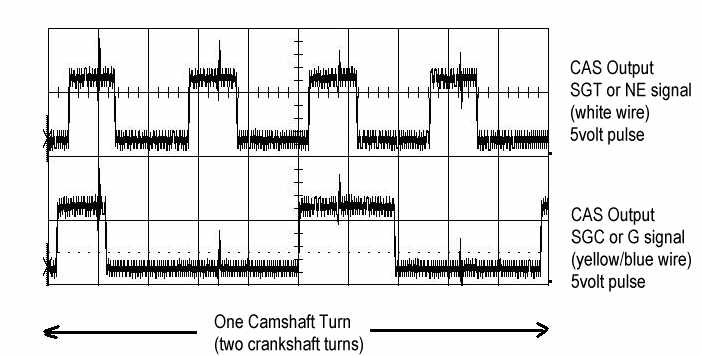 CAS Output
SGT or NE signal
(white wire)
5volt pulse
CAS Output
SGC or G signal
(yellow/blue wire)
5volt pulse
One Camshaft Turn
(two crankshaft turns)